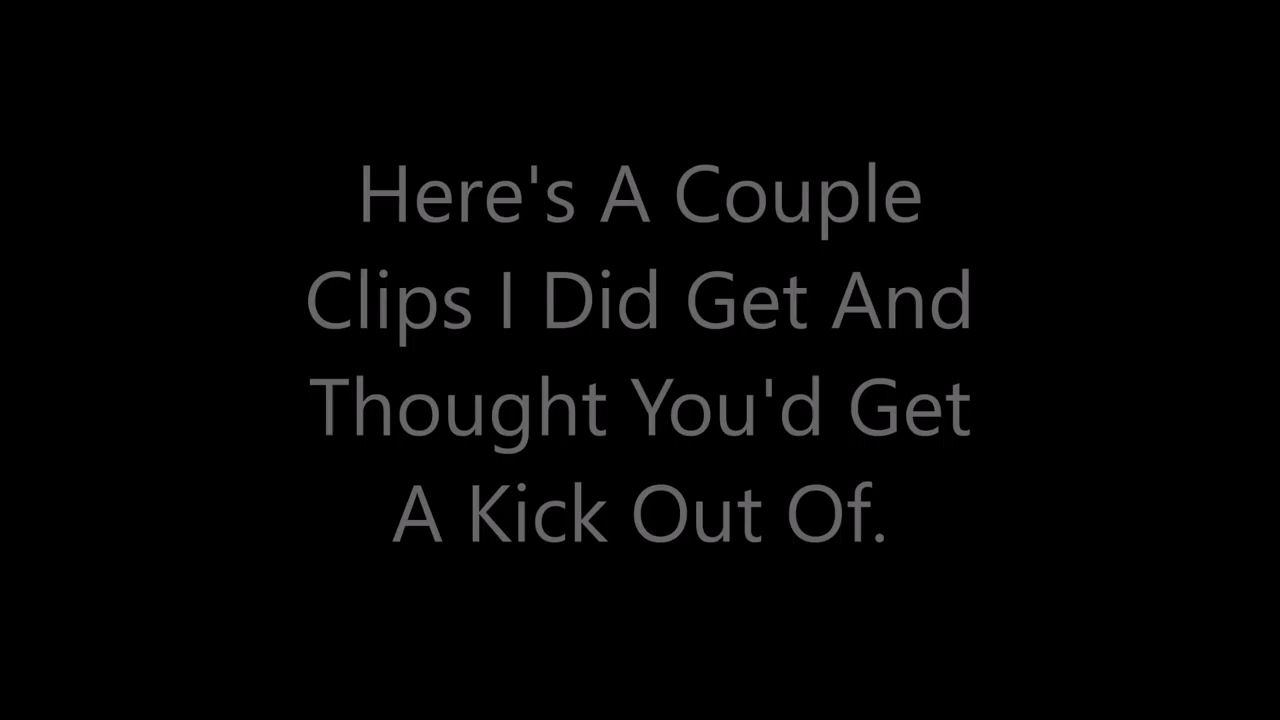 Here's A Couple
Clips I Did Get And
Thought You'd Get
A Kick Out Of.